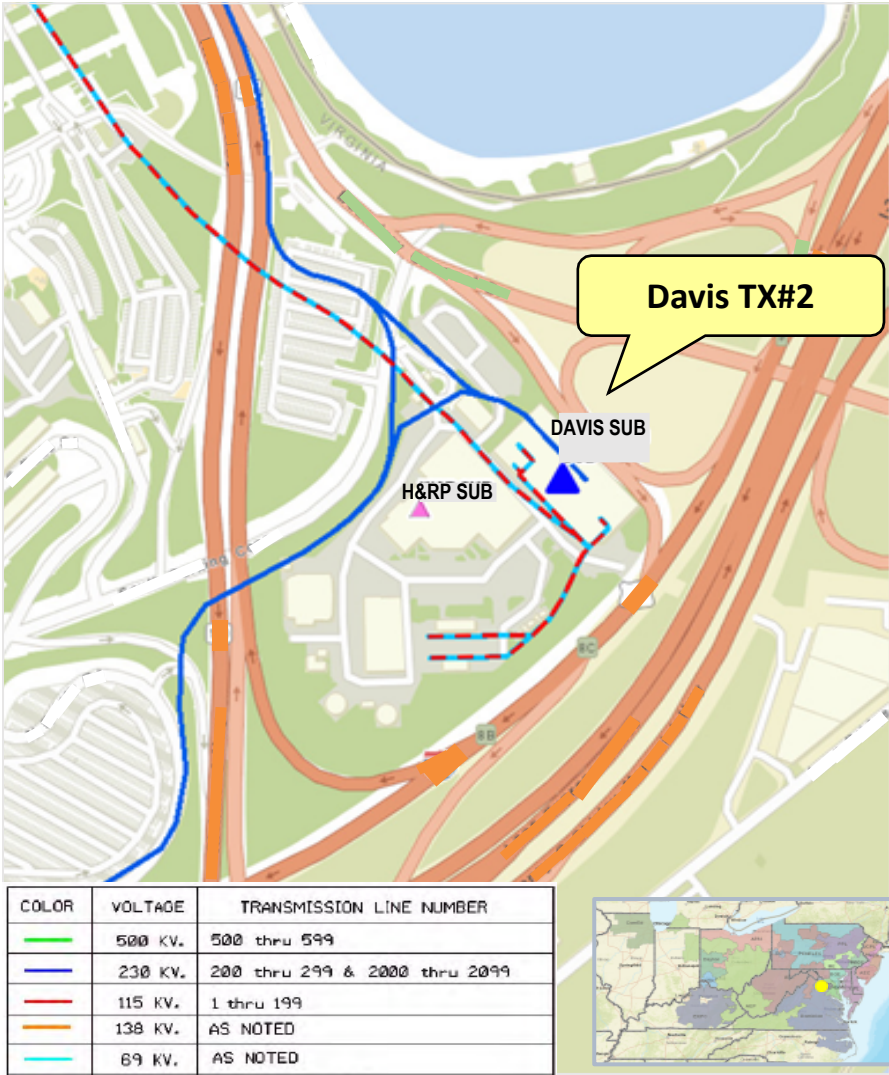 VIRGINIA
Davis TX#2
DAVIS SUB
H&RP SUB
ing C
8C
8B
COLOR VOLTAGE TRANSMISSION LINE NUMBER
500 KV. 500 thru 599
230 KV. 200 thru 299 & 2000 thru 2099
115 KV. 1 thru 199
138 KV. AS NOTED
69 KV. AS NOTED